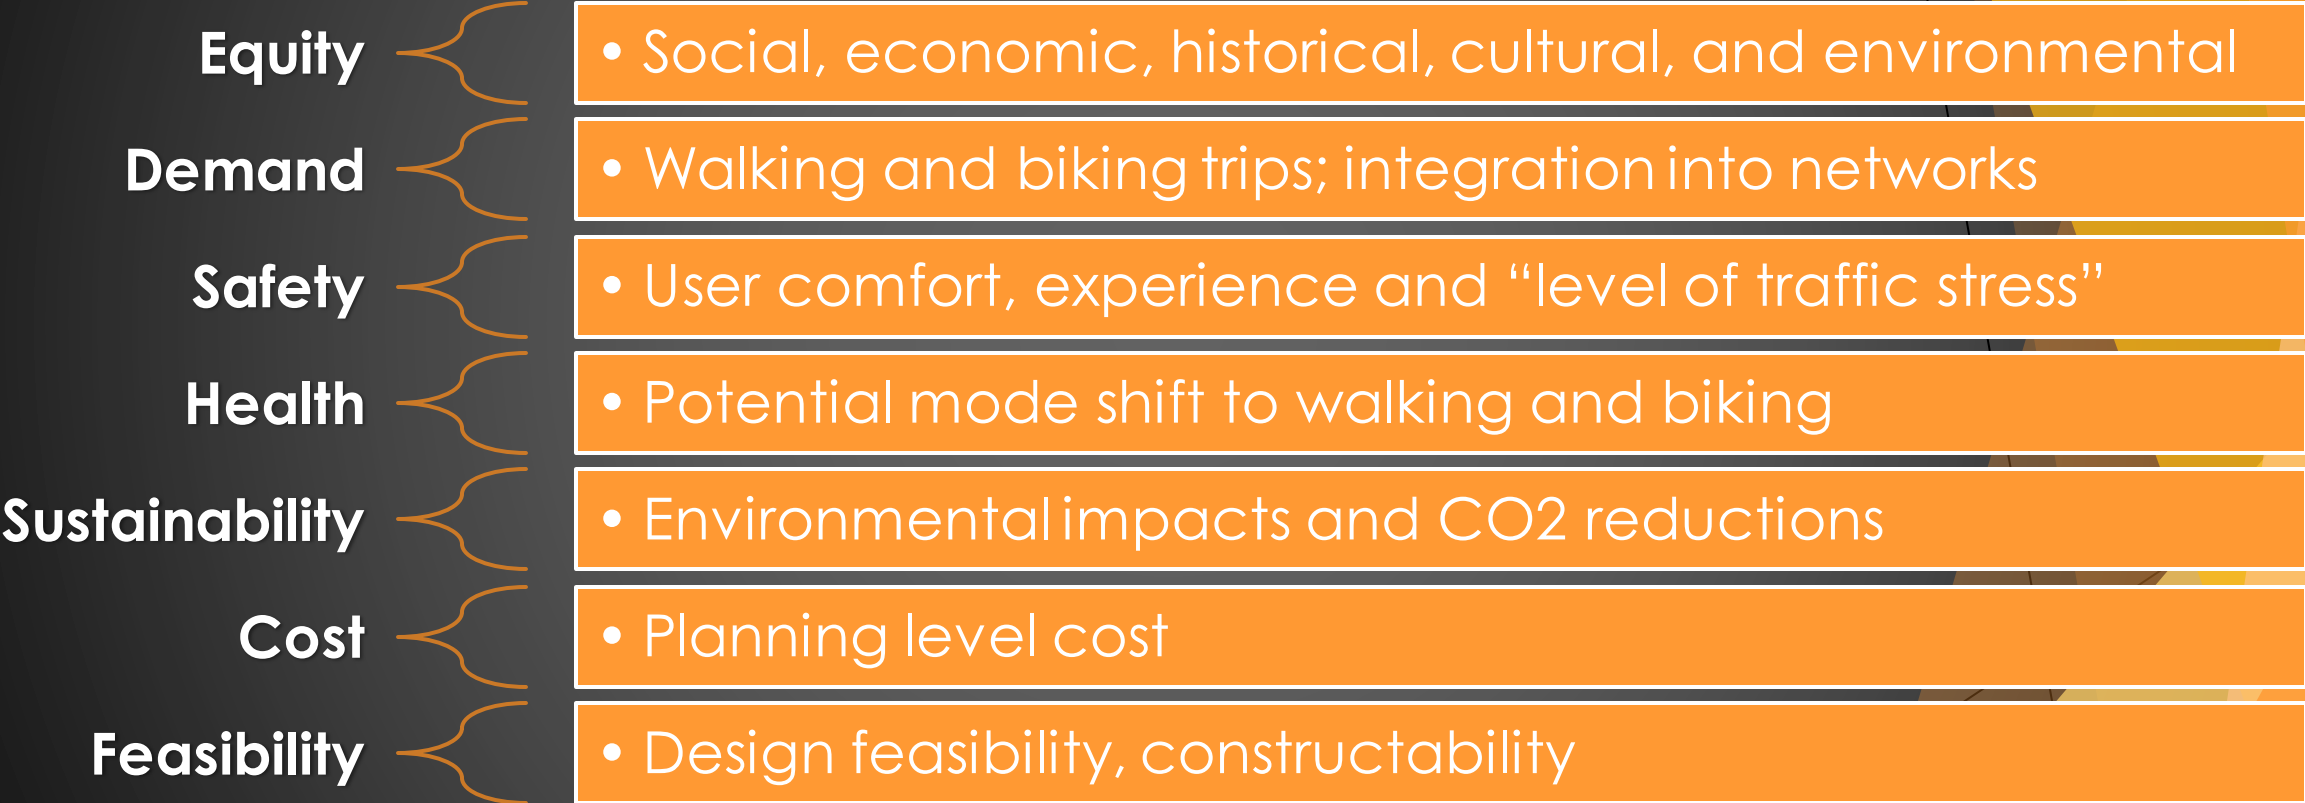 Equity
• Social, economic, historical, cultural, and environmental
Demand
• Walking and biking trips; integration into networks
Safety
• User comfort, experience and “level of traffic stress”
Health
• Potential mode shift to walking and biking
Sustainability
• Environmental impacts and CO2 reductions
Cost
• Planning level cost
Feasibility
• Design feasibility, constructability